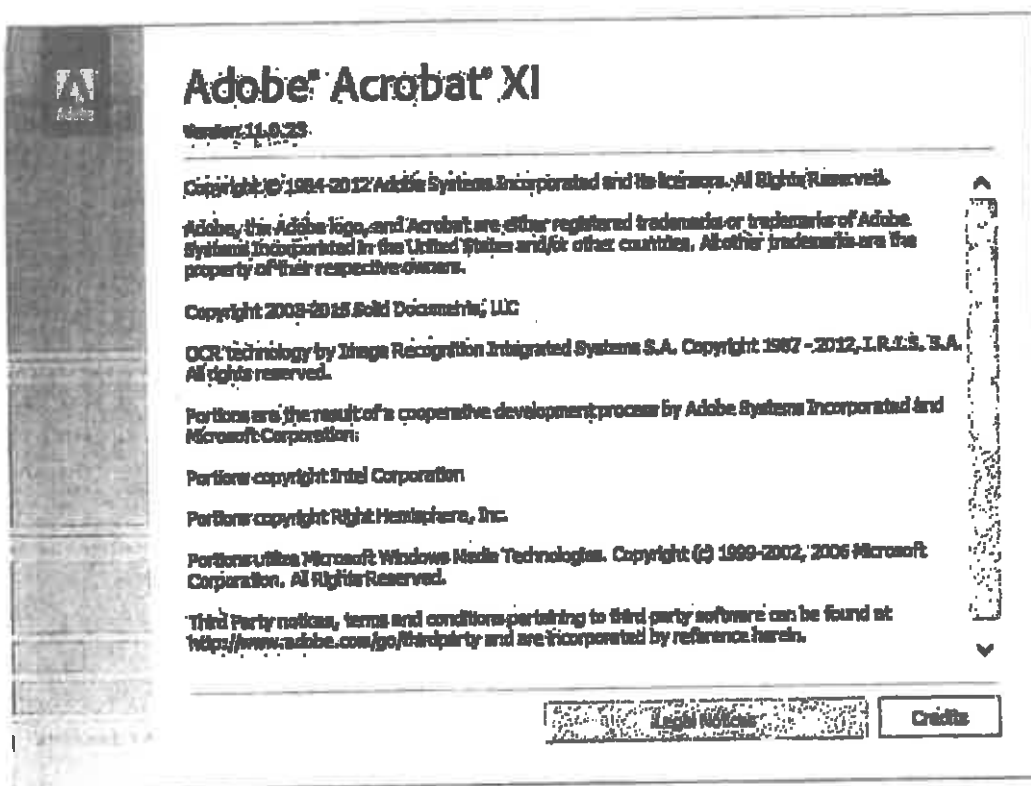 Adobe
Adobe® Acrobat® XI
Version 11.0.23
Copyright © 1984-2012 Adobe Systems Incorporated and its licensors. All Rights Reserved.
Adobe, the Adobe logo, and Acrobat are either registered trademarks or trademarks of Adobe
Systems Incorporated in the United States and/or other countries. All other trademarks are the
property of their respective owners.
Copyright 2003-2015 Solid Documents, LLC
OCR technology by Image Recognition Integrated Systems S.A. Copyright 1987 - 2012, I.R.I.S. S.A.
All rights reserved.
Portions are the result of a cooperative development process by Adobe Systems Incorporated and
Microsoft Corporation.
Portions copyright Intel Corporation
Portions copyright Right Hemisphere, Inc.
Portions utilize Microsoft Windows Media Technologies. Copyright (c) 1999-2002, 2006 Microsoft
Corporation. All Rights Reserved.
Third Party notices, terms and conditions pertaining to third party software can be found at
http://www.adobe.com/go/thirdparty and are incorporated by reference herein.
Legal Notices
Credits